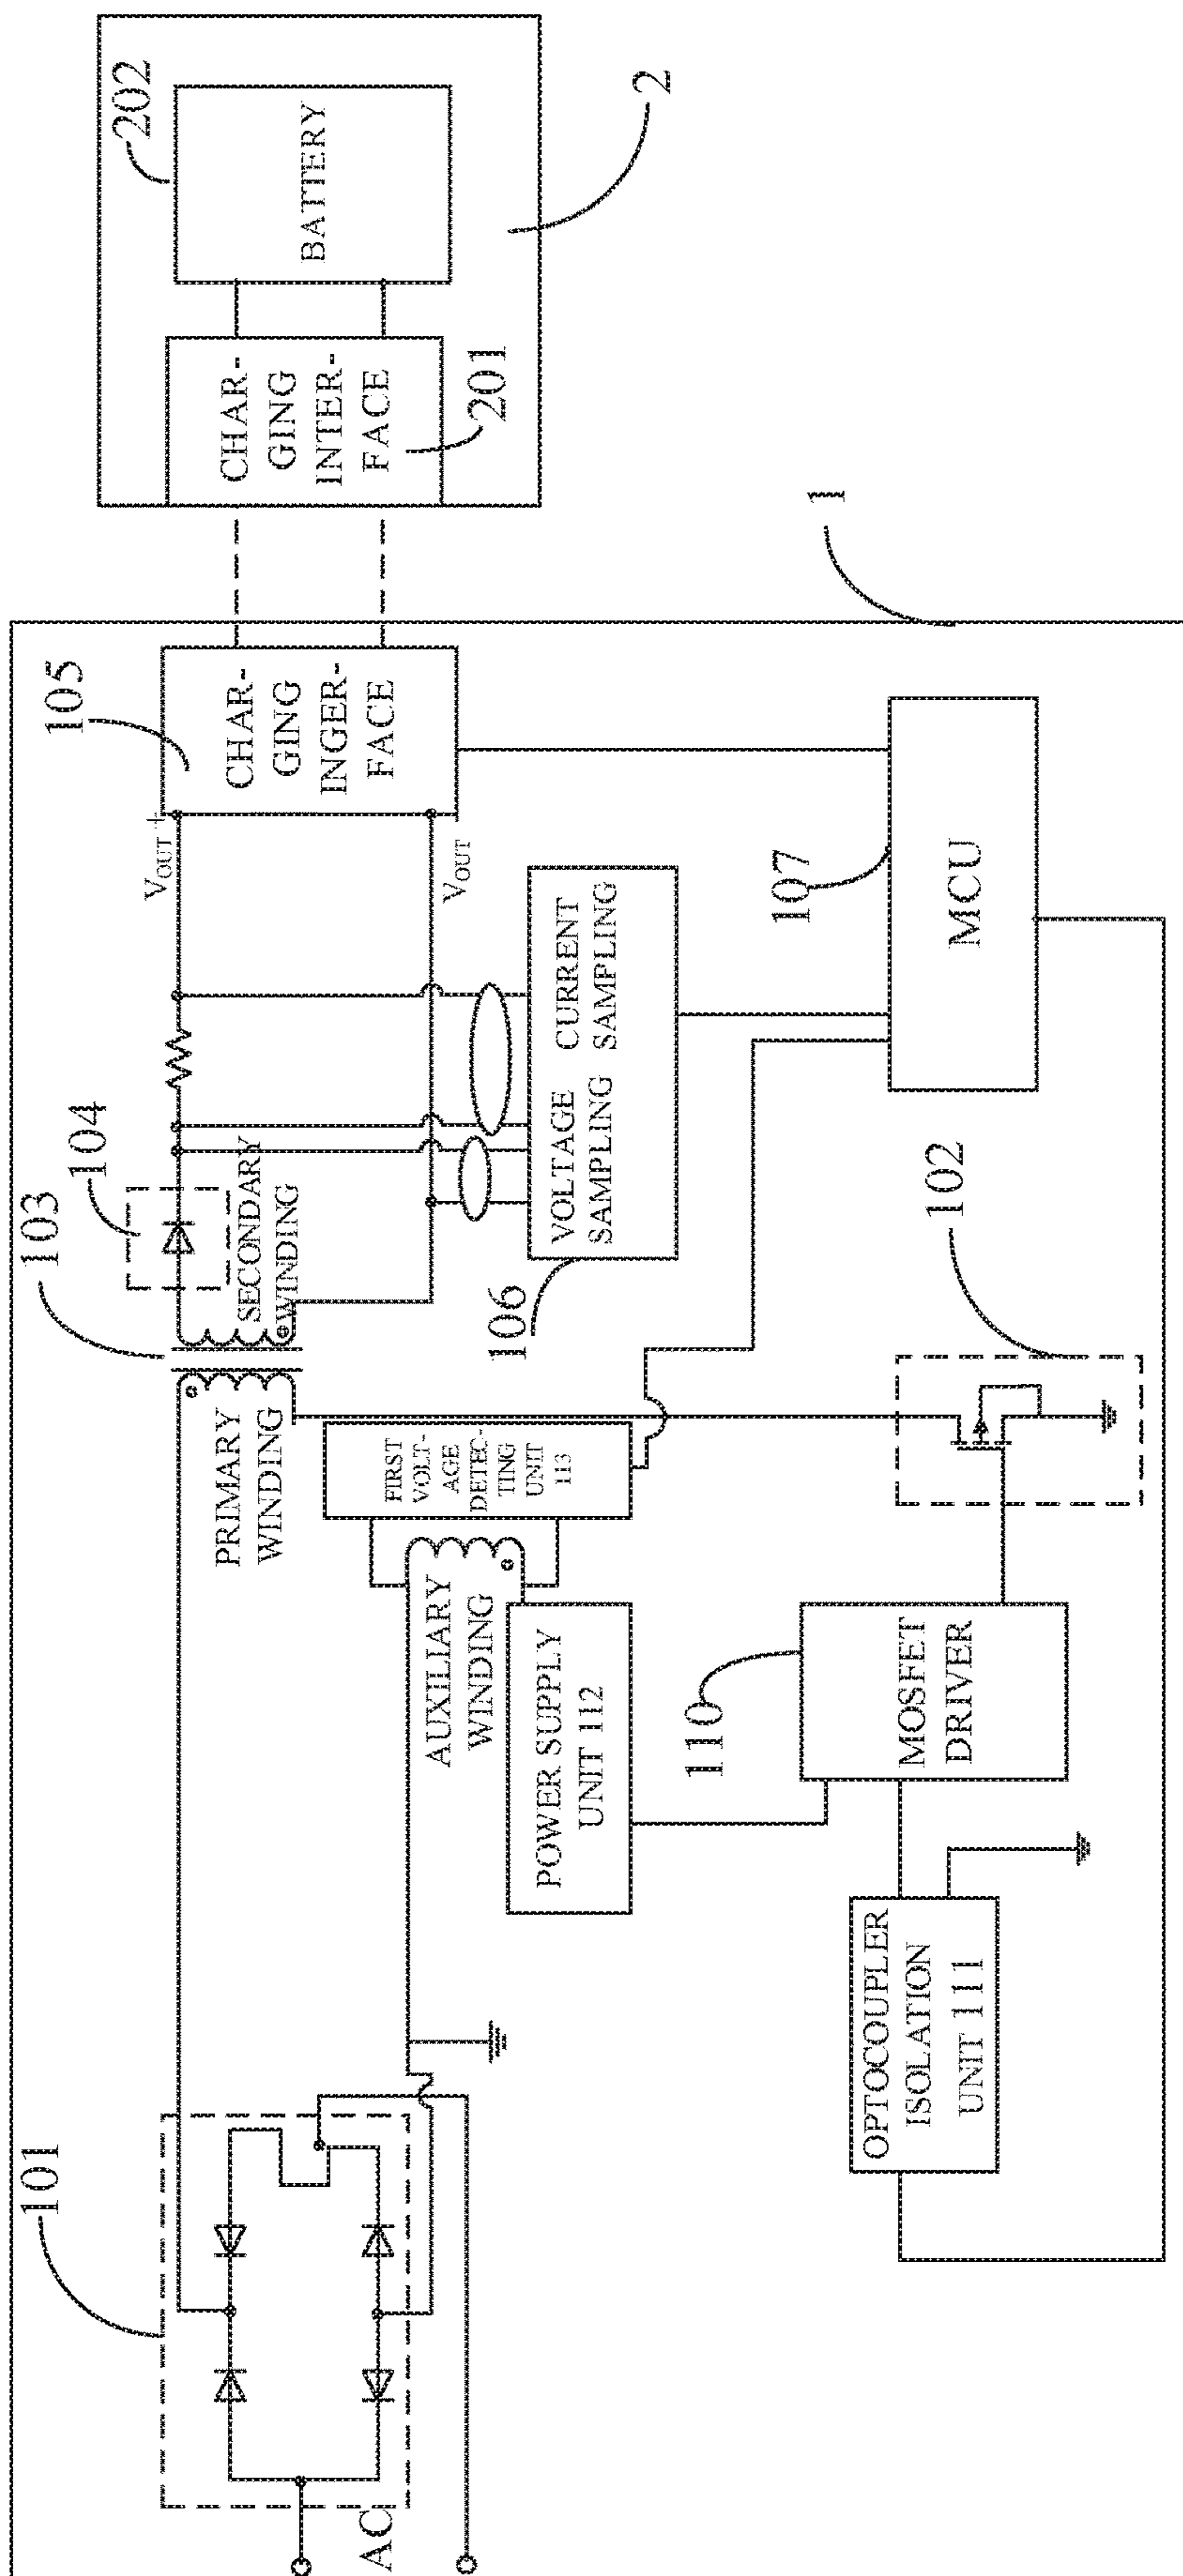 101
AC
103
104
PRIMARY
WINDING
SECONDARY
WINDING
V_OUT +
V_OUT
105
CHAR-
GING
INGER-
FACE
202
BATTERY
CHAR-
GING
INTER-
FACE
201
2
1
AUXILIARY
WINDING
FIRST
VOLT-
AGE
DETEC-
TING
UNIT
113
POWER SUPPLY
UNIT 112
106
VOLTAGE
SAMPLING
CURRENT
SAMPLING
107
MCU
102
110
MOSFET
DRIVER
OPTOCOUPLER
ISOLATION
UNIT 111